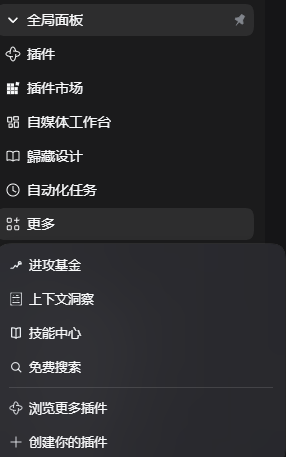 全局面板
插件
插件市场
自媒体工作台
歸藏设计
自动化任务
更多
进攻基金
上下文洞察
技能中心
免费搜索
浏览更多插件
创建你的插件